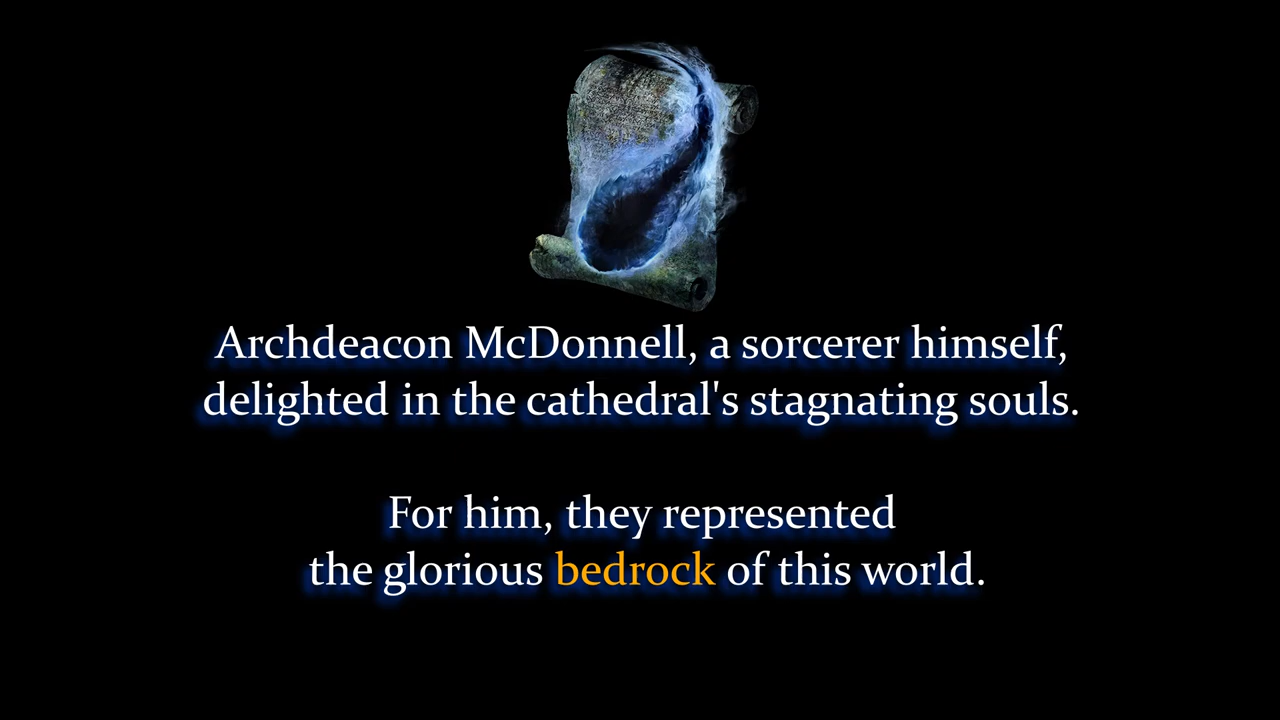 Archdeacon McDonnell, a sorcerer himself,
delighted in the cathedral's stagnating souls.
For him, they represented
the glorious bedrock of this world.